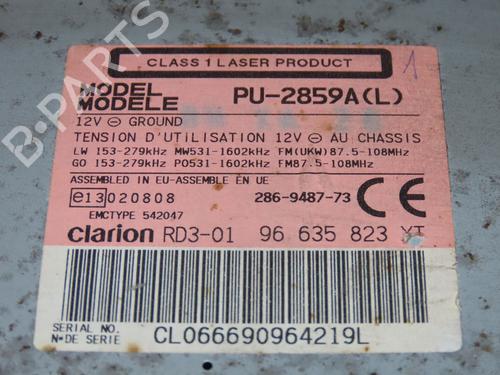 CLASS 1 LASER PRODUCT
1
MODEL
MODELE
PU-2859A(L)
12V ⊖ GROUND
TENSION D'UTILISATION 12V ⊖ AU CHASSIS
LW 153-279kHz MW531-1602kHz FM(UKW)87.5-108MHz
GO 153-279kHz PO531-1602kHz FM87.5-108MHz
ASSEMBLED IN EU-ASSEMBLE EN UE
e13 020808
286-9487-73
CE
EMCTYPE 542047
clarion RD3-01 96 635 823 XT
SERIAL NO.
N° DE SERIE
CL066690964219L